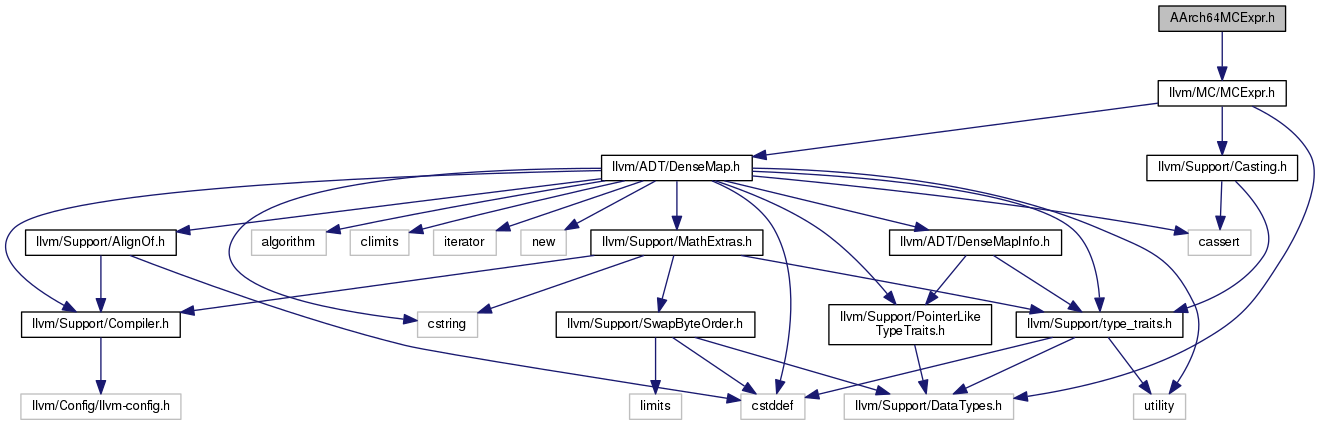 AArch64MCExpr.h
llvm/MC/MCExpr.h
llvm/ADT/DenseMap.h
llvm/Support/Casting.h
llvm/Support/AlignOf.h
algorithm
climits
iterator
new
llvm/Support/MathExtras.h
llvm/ADT/DenseMapInfo.h
cassert
llvm/Support/Compiler.h
cstring
llvm/Support/SwapByteOrder.h
llvm/Support/PointerLike
TypeTraits.h
llvm/Support/type_traits.h
llvm/Config/llvm-config.h
limits
cstddef
llvm/Support/DataTypes.h
utility